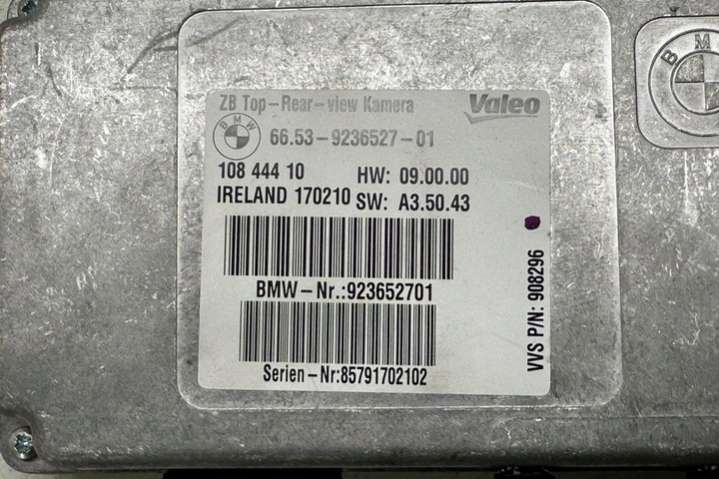 ZB Top-Rear-view Kamera
Valeo
BMW
66.53-9236527-01
108 444 10
HW: 09.00.00
IRELAND 170210
SW: A3.50.43
BMW-Nr.:923652701
Serien-Nr:85791702102
VVS P/N: 908296
BMW